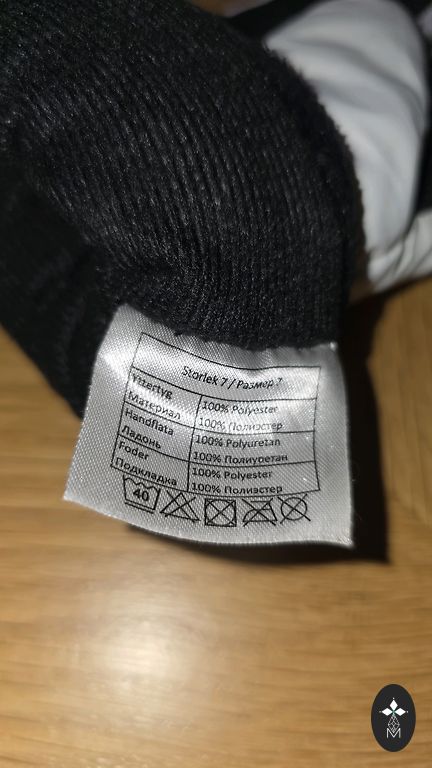 Storlek 7 / Размер 7
Yttertyg 100% Polyester
Материал 100% Полиэстер
Handflata 100% Polyuretan
Ладонь 100% Полиуретан
Foder 100% Polyester
Подкладка 100% Полиэстер
40
M